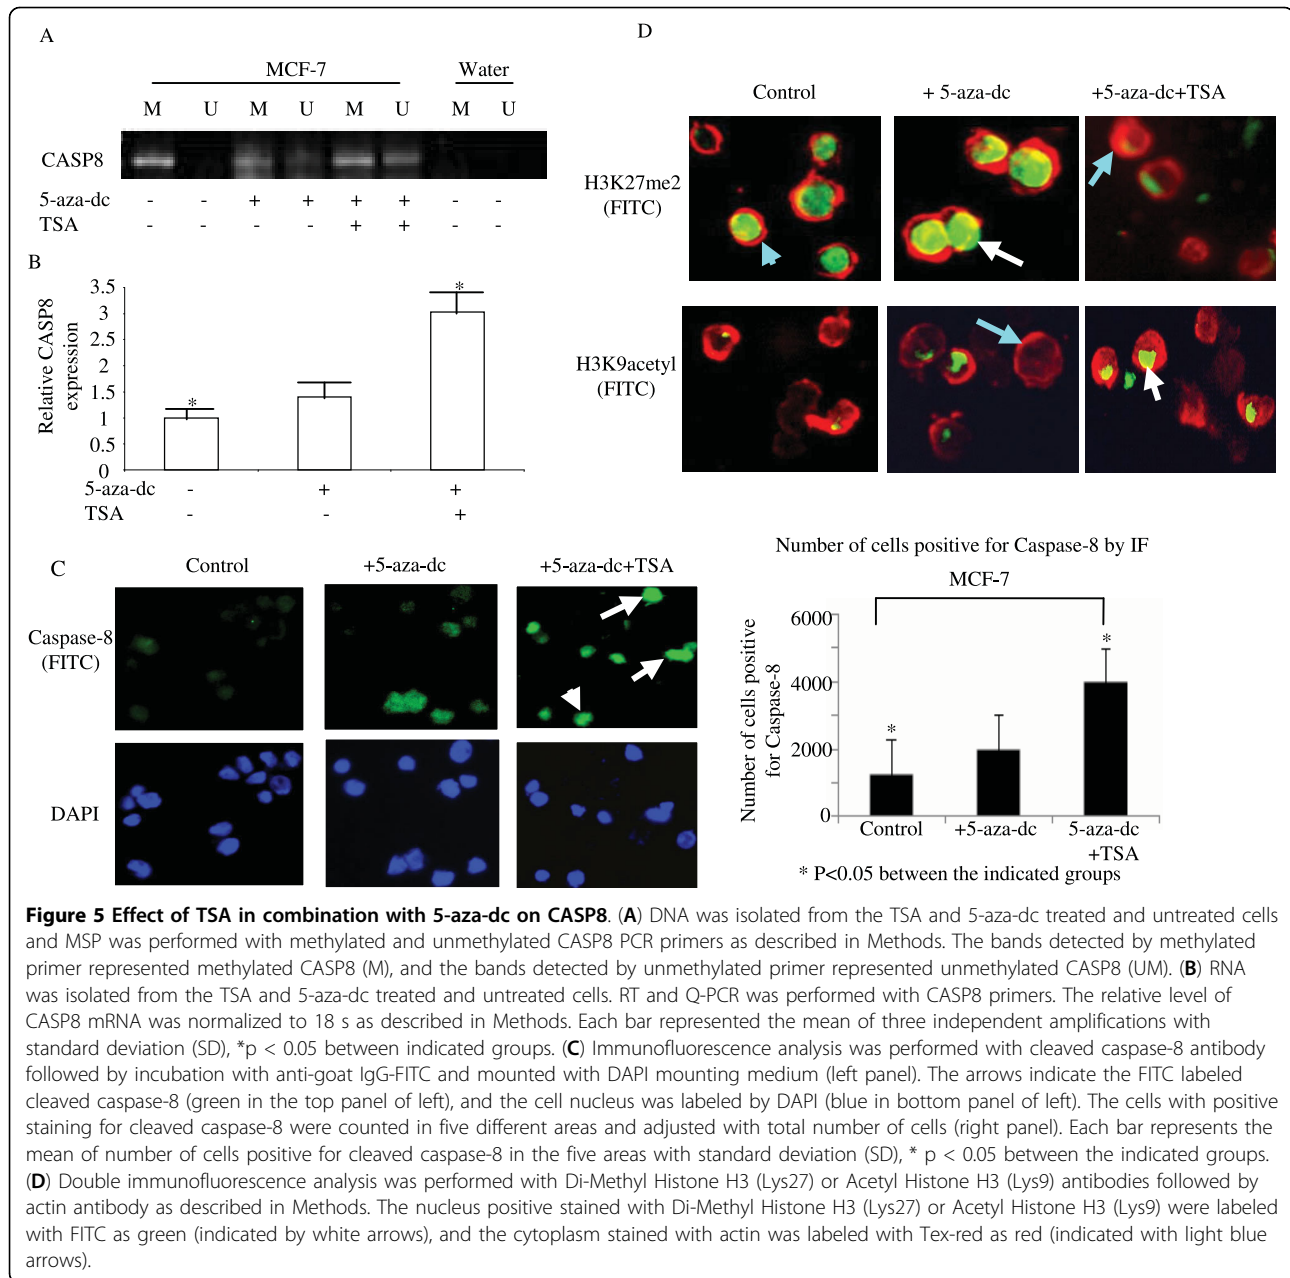 A
MCF-7 Water
M U M U M U M U
CASP8
5-aza-dc - - + + + + - -
TSA - - - - + + - -
B
Relative CASP8
expression
3.5
3
2.5
2
1.5
1
0.5
0
*
*
5-aza-dc - + +
TSA - - +
C
Control +5-aza-dc +5-aza-dc+TSA
Caspase-8
(FITC)
DAPI
D
Control + 5-aza-dc +5-aza-dc+TSA
H3K27me2
(FITC)
H3K9acetyl
(FITC)
Number of cells positive for Caspase-8 by IF
MCF-7
Number of cells positive
for Caspase-8
6000
4000
2000
0
*
*
Control +5-aza-dc 5-aza-dc
+TSA
* P<0.05 between the indicated groups
Figure 5 Effect of TSA in combination with 5-aza-dc on CASP8. (A) DNA was isolated from the TSA and 5-aza-dc treated and untreated cells
and MSP was performed with methylated and unmethylated CASP8 PCR primers as described in Methods. The bands detected by methylated
primer represented methylated CASP8 (M), and the bands detected by unmethylated primer represented unmethylated CASP8 (UM). (B) RNA
was isolated from the TSA and 5-aza-dc treated and untreated cells. RT and Q-PCR was performed with CASP8 primers. The relative level of
CASP8 mRNA was normalized to 18 s as described in Methods. Each bar represented the mean of three independent amplifications with
standard deviation (SD), *p < 0.05 between indicated groups. (C) Immunofluorescence analysis was performed with cleaved caspase-8 antibody
followed by incubation with anti-goat IgG-FITC and mounted with DAPI mounting medium (left panel). The arrows indicate the FITC labeled
cleaved caspase-8 (green in the top panel of left), and the cell nucleus was labeled by DAPI (blue in bottom panel of left). The cells with positive
staining for cleaved caspase-8 were counted in five different areas and adjusted with total number of cells (right panel). Each bar represents the
mean of number of cells positive for cleaved caspase-8 in the five areas with standard deviation (SD), * p < 0.05 between the indicated groups.
(D) Double immunofluorescence analysis was performed with Di-Methyl Histone H3 (Lys27) or Acetyl Histone H3 (Lys9) antibodies followed by
actin antibody as described in Methods. The nucleus positive stained with Di-Methyl Histone H3 (Lys27) or Acetyl Histone H3 (Lys9) were labeled
with FITC as green (indicated by white arrows), and the cytoplasm stained with actin was labeled with Tex-red as red (indicated with light blue
arrows).